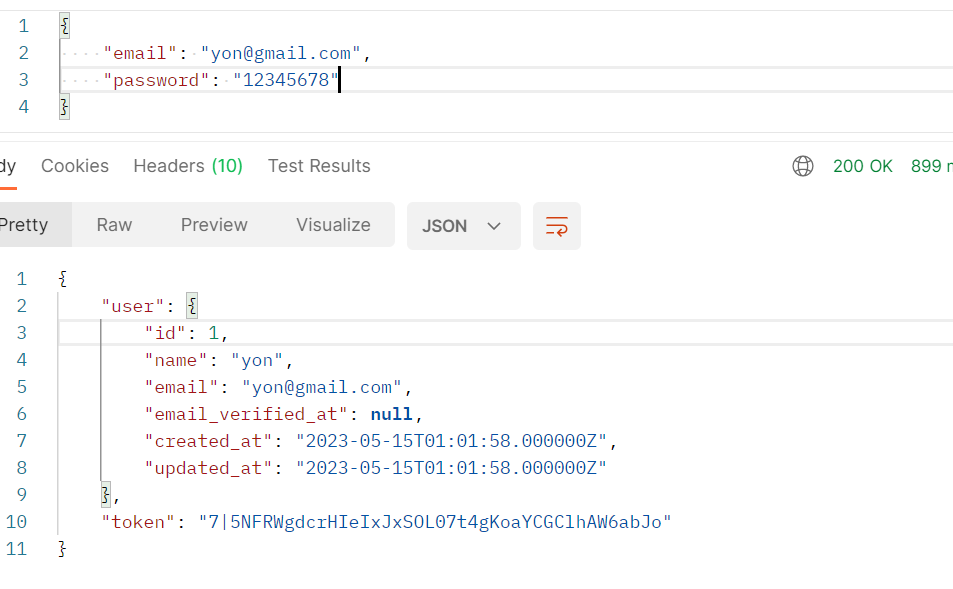 1 {
2 "email": "yon@gmail.com",
3 "password": "12345678"
4 }
dy Cookies Headers (10) Test Results 200 OK 899 m
Pretty Raw Preview Visualize JSON
1 {
2 "user": {
3 "id": 1,
4 "name": "yon",
5 "email": "yon@gmail.com",
6 "email_verified_at": null,
7 "created_at": "2023-05-15T01:01:58.000000Z",
8 "updated_at": "2023-05-15T01:01:58.000000Z"
9 },
10 "token": "7|5NFRWgdcrHIeIxJxSOL07t4gKoaYCGClhAW6abJo"
11 }